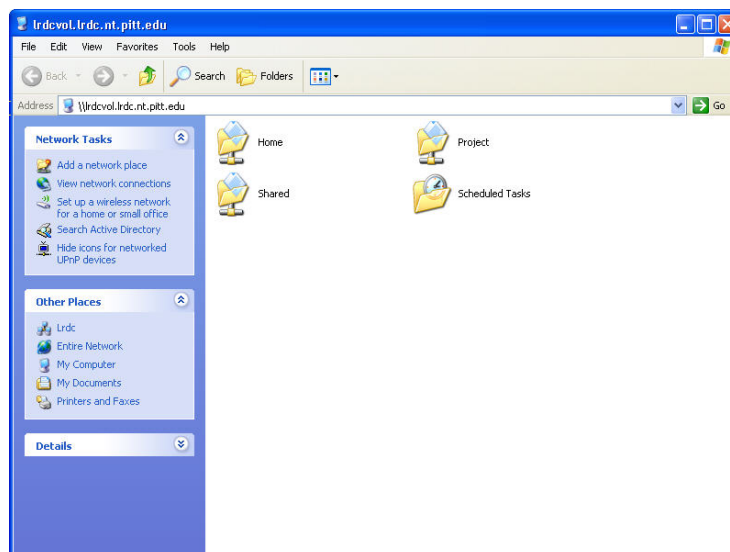 lrdcvol.lrdc.nt.pitt.edu
File Edit View Favorites Tools Help
Back Search Folders
Address \\lrdcvol.lrdc.nt.pitt.edu Go
Network Tasks
Add a network place
View network connections
Set up a wireless network
for a home or small office
Search Active Directory
Hide icons for networked
UPnP devices
Other Places
Lrdc
Entire Network
My Computer
My Documents
Printers and Faxes
Details
Home Project
Shared Scheduled Tasks